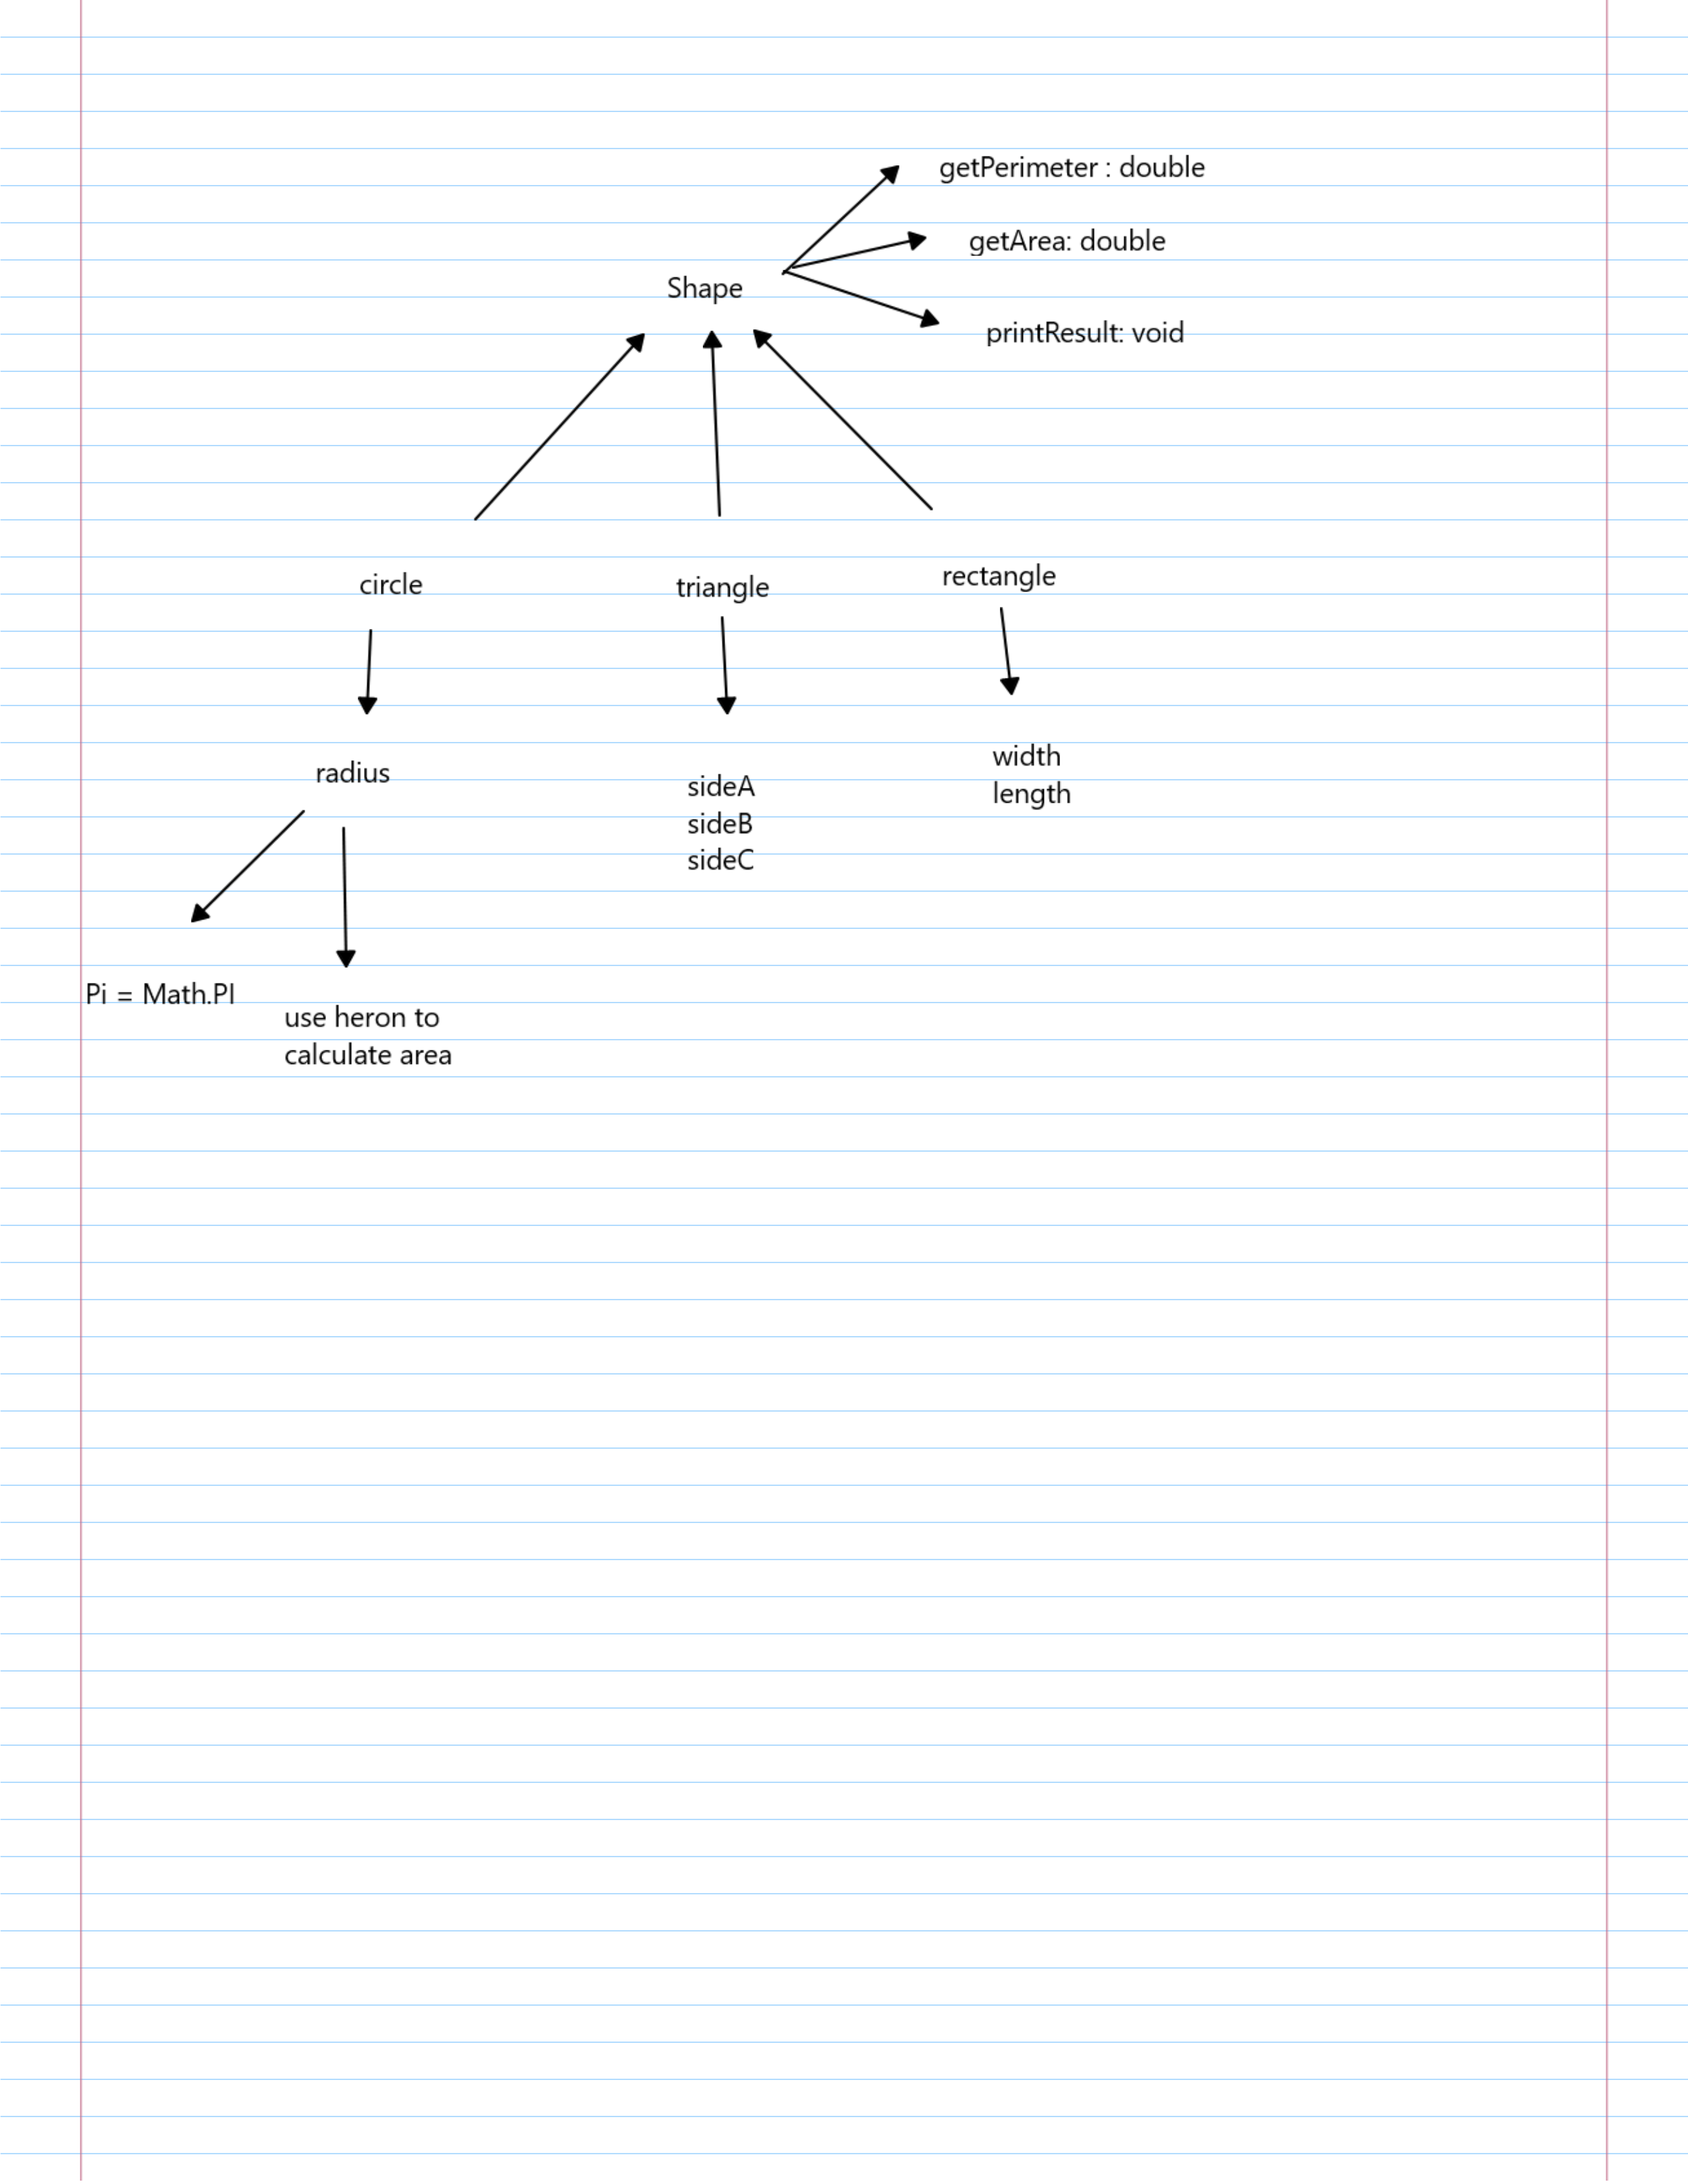 getPerimeter : double
getArea: double
Shape
printResult: void
circle
triangle
rectangle
radius
sideA
sideB
sideC
width
length
Pi = Math.PI
use heron to
calculate area